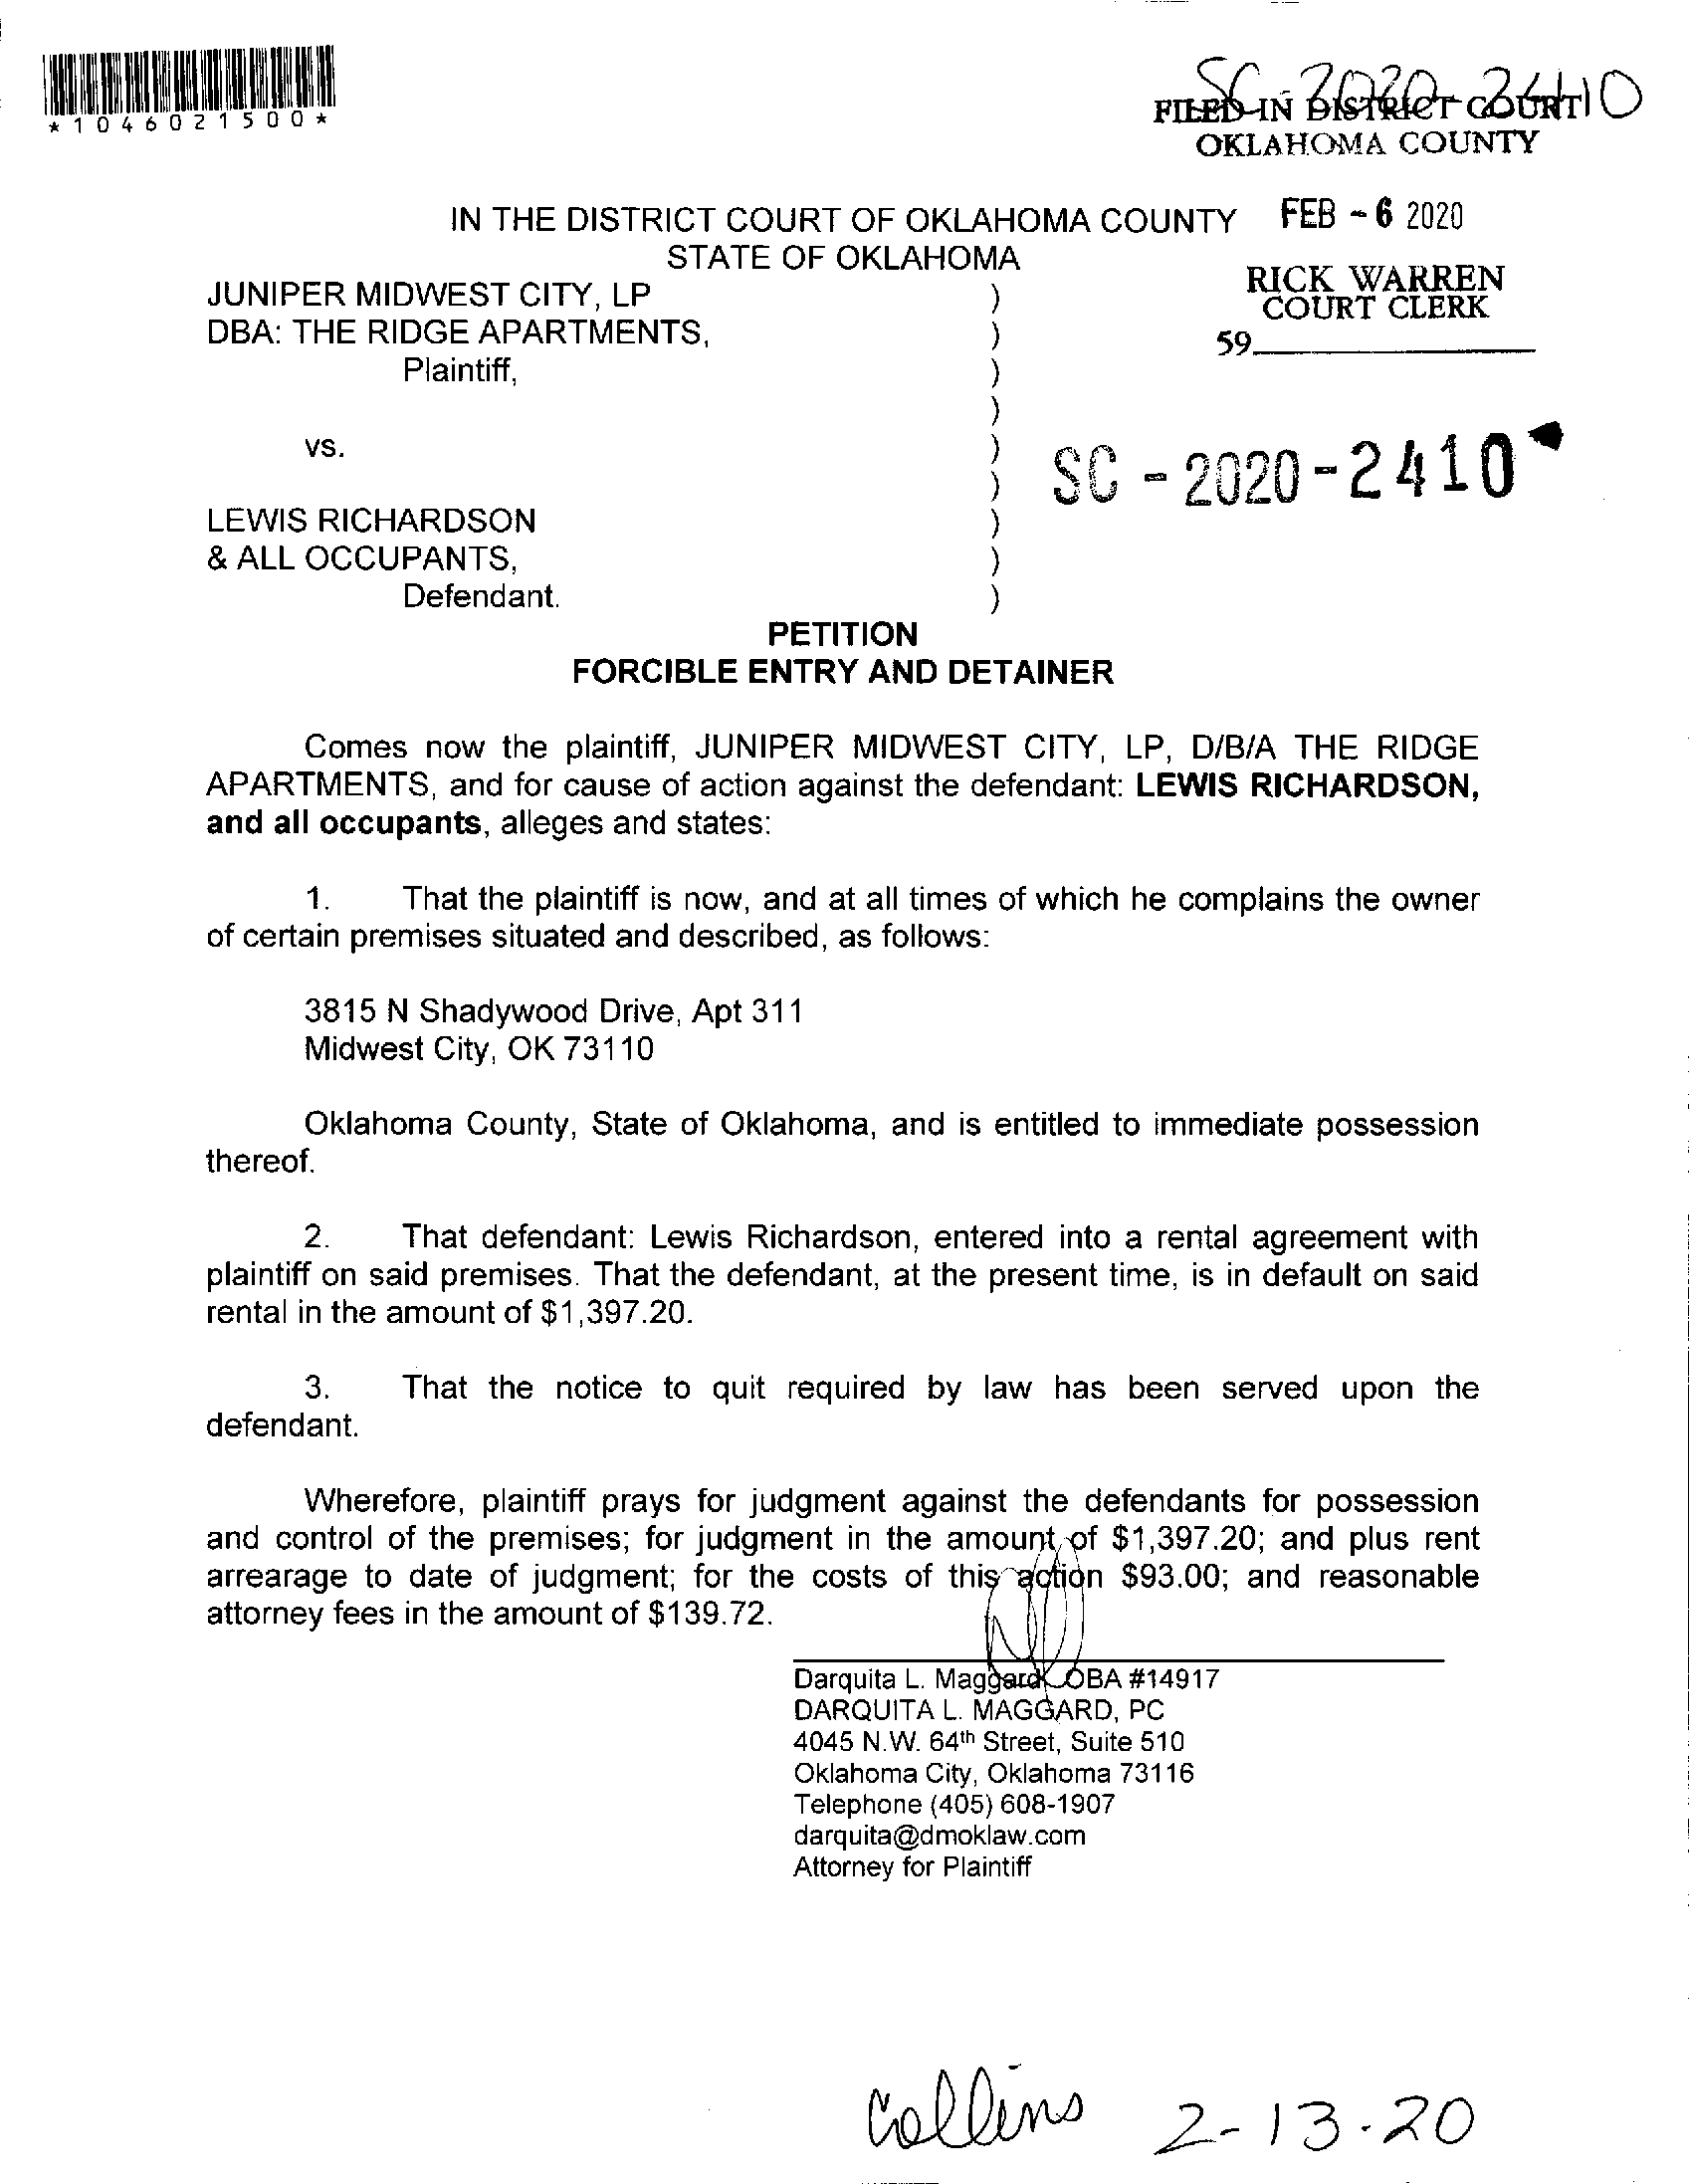 *1046021500*
SC-2020-2410
FILED IN DISTRICT COURT
OKLAHOMA COUNTY
FEB - 6 2020
RICK WARREN
COURT CLERK
59
IN THE DISTRICT COURT OF OKLAHOMA COUNTY
STATE OF OKLAHOMA
JUNIPER MIDWEST CITY, LP )
DBA: THE RIDGE APARTMENTS, )
Plaintiff, )
)
vs. )
)
LEWIS RICHARDSON )
& ALL OCCUPANTS, )
Defendant. )
SC - 2020 - 2410
PETITION
FORCIBLE ENTRY AND DETAINER
Comes now the plaintiff, JUNIPER MIDWEST CITY, LP, D/B/A THE RIDGE
APARTMENTS, and for cause of action against the defendant: LEWIS RICHARDSON,
and all occupants, alleges and states:
1. That the plaintiff is now, and at all times of which he complains the owner
of certain premises situated and described, as follows:
3815 N Shadywood Drive, Apt 311
Midwest City, OK 73110
Oklahoma County, State of Oklahoma, and is entitled to immediate possession
thereof.
2. That defendant: Lewis Richardson, entered into a rental agreement with
plaintiff on said premises. That the defendant, at the present time, is in default on said
rental in the amount of $1,397.20.
3. That the notice to quit required by law has been served upon the
defendant.
Wherefore, plaintiff prays for judgment against the defendants for possession
and control of the premises; for judgment in the amount of $1,397.20; and plus rent
arrearage to date of judgment; for the costs of this action $93.00; and reasonable
attorney fees in the amount of $139.72.
Darquita L. Maggard OBA #14917
DARQUITA L. MAGGARD, PC
4045 N.W. 64th Street, Suite 510
Oklahoma City, Oklahoma 73116
Telephone (405) 608-1907
darquita@dmoklaw.com
Attorney for Plaintiff
Collins 2-13-20